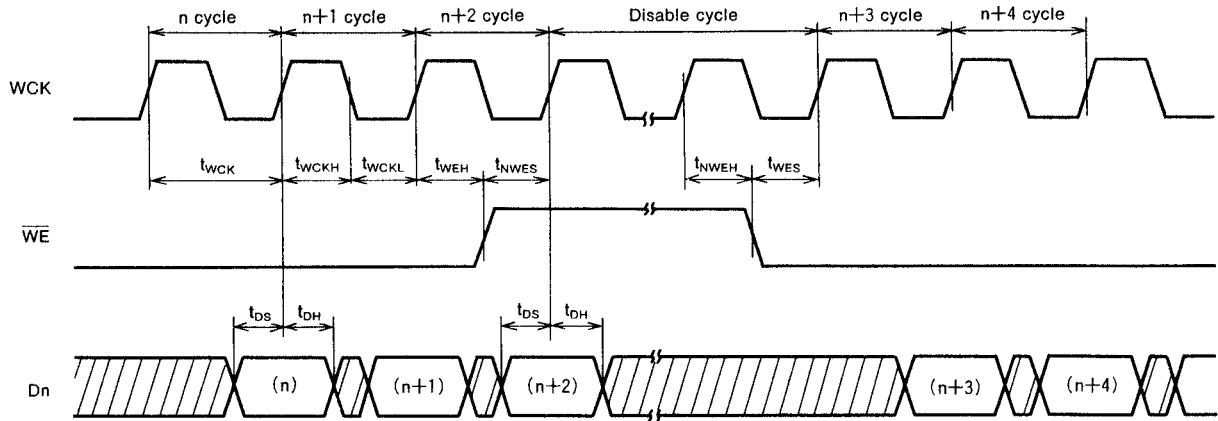 n cycle n+1 cycle n+2 cycle Disable cycle n+3 cycle n+4 cycle
WCK
tWCK tWCKH tWCKL tWEH tNWES tNWEH tWES
WE
tDS tDH tDS tDH
Dn (n) (n+1) (n+2) (n+3) (n+4)